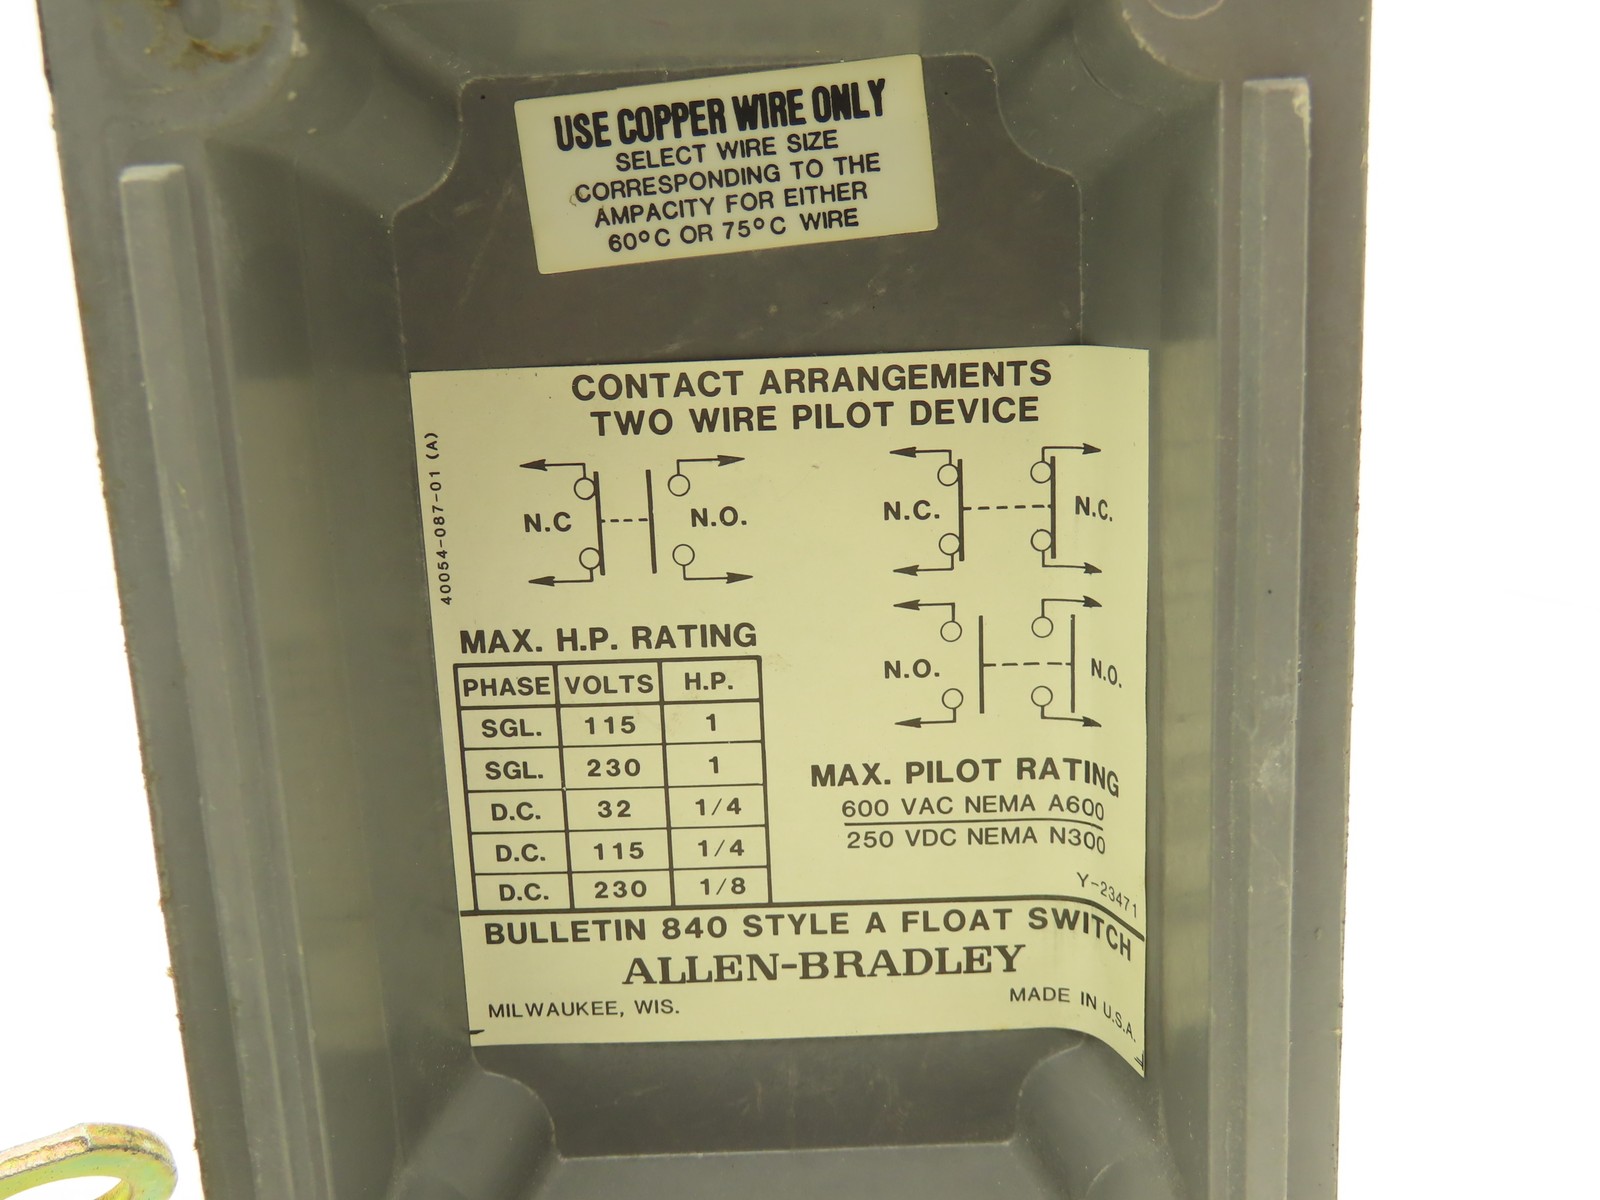 USE COPPER WIRE ONLY
SELECT WIRE SIZE
CORRESPONDING TO THE
AMPACITY FOR EITHER
60°C OR 75°C WIRE
CONTACT ARRANGEMENTS
TWO WIRE PILOT DEVICE
40054-087-01 (A)
N.C N.O.
N.C. N.C.
N.O. N.O.
MAX. H.P. RATING
PHASE VOLTS H.P.
SGL. 115 1
SGL. 230 1
D.C. 32 1/4
D.C. 115 1/4
D.C. 230 1/8
MAX. PILOT RATING
600 VAC NEMA A600
250 VDC NEMA N300
Y-23471
BULLETIN 840 STYLE A FLOAT SWITCH
ALLEN-BRADLEY
MILWAUKEE, WIS. MADE IN U.S.A.